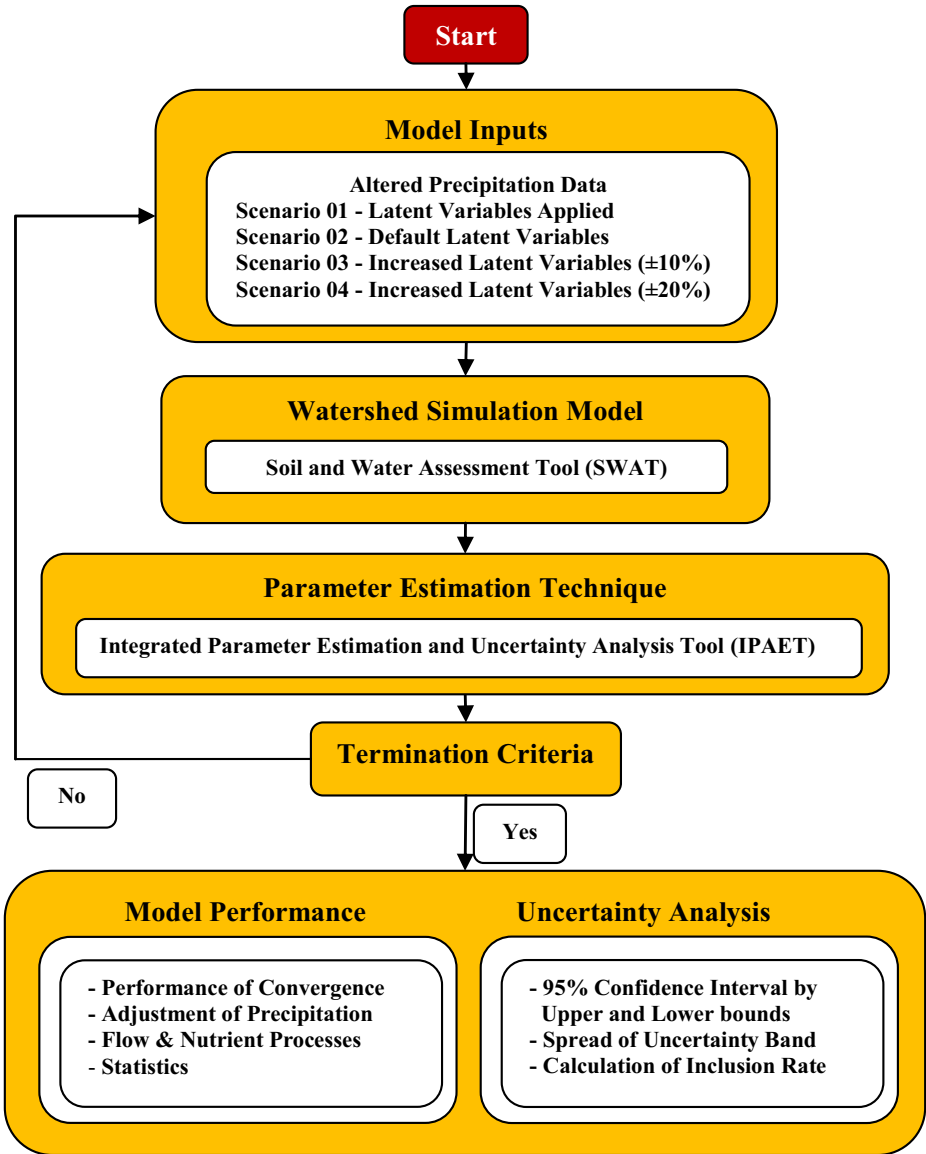 Start
Model Inputs
Altered Precipitation Data
Scenario 01 - Latent Variables Applied
Scenario 02 - Default Latent Variables
Scenario 03 - Increased Latent Variables (±10%)
Scenario 04 - Increased Latent Variables (±20%)
Watershed Simulation Model
Soil and Water Assessment Tool (SWAT)
Parameter Estimation Technique
Integrated Parameter Estimation and Uncertainty Analysis Tool (IPAET)
Termination Criteria
No
Yes
Model Performance
- Performance of Convergence
- Adjustment of Precipitation
- Flow & Nutrient Processes
- Statistics
Uncertainty Analysis
- 95% Confidence Interval by
Upper and Lower bounds
- Spread of Uncertainty Band
- Calculation of Inclusion Rate